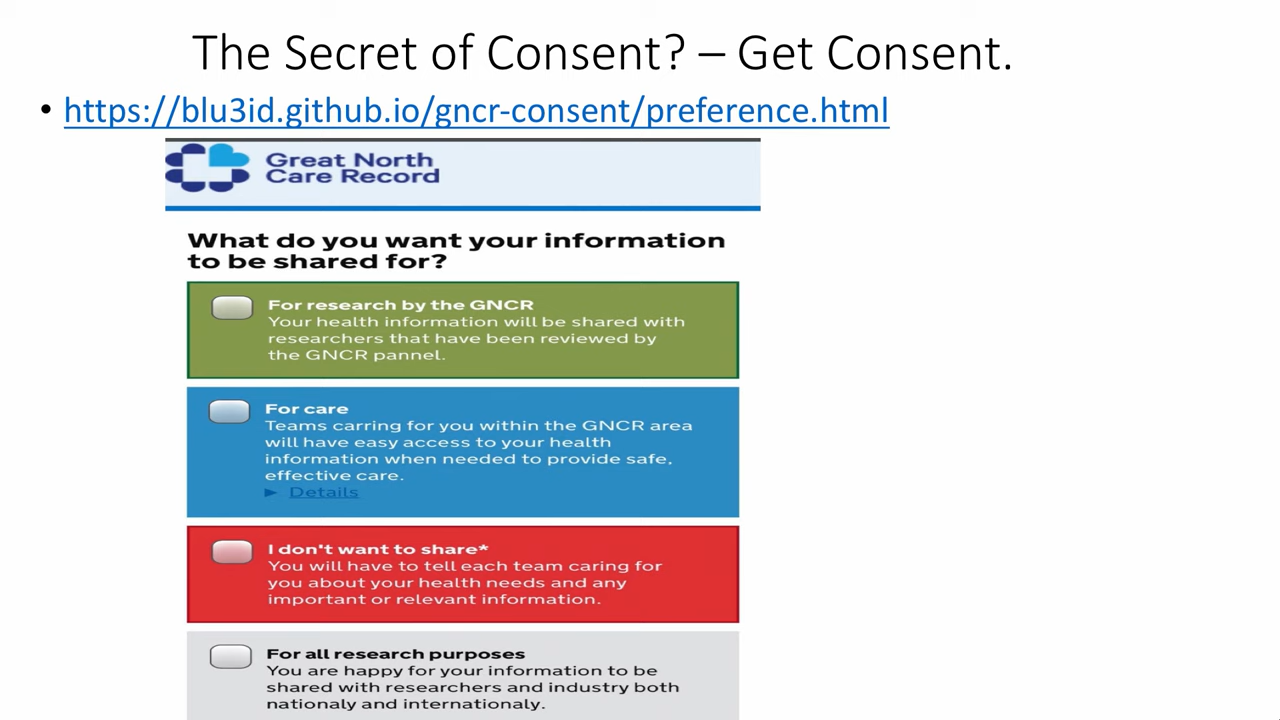 The Secret of Consent? – Get Consent.
• https://blu3id.github.io/gncr-consent/preference.html
Great North
Care Record
What do you want your information
to be shared for?
For research by the GNCR
Your health information will be shared with
researchers that have been reviewed by
the GNCR pannel.
For care
Teams carring for you within the GNCR area
will have easy access to your health
information when needed to provide safe,
effective care.
► Details
I don't want to share*
You will have to tell each team caring for
you about your health needs and any
important or relevant information.
For all research purposes
You are happy for your information to be
shared with researchers and industry both
nationaly and internationaly.